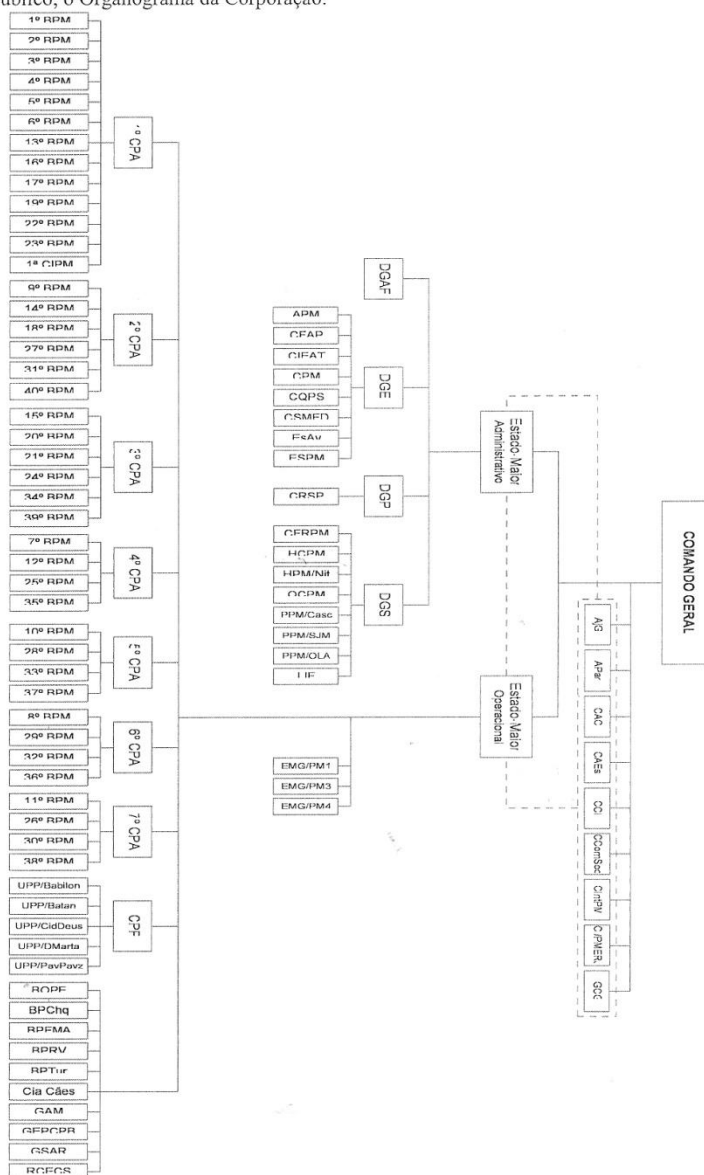 úblico, o Organograma da Corporação.
COMANDO GERAL
AjG
APar
CAC
CAEs
CCI
CComSoc
CIntPM
GCG
Estado-Maior
Administrativo
Estado-Maior
Operacional
DGAF
DGE
APM
CFAP
CIEAT
CPM
CQPS
CSMED
EsAv
ESPM
DGP
CRSP
DGS
CFRPM
HCPM
HPM/Nit
OCPM
PPM/Casc
PPM/SJM
PPM/OLA
LIF
EMG/PM1
EMG/PM3
EMG/PM4
1º CPA
1º BPM
2º BPM
3º BPM
4º BPM
5º BPM
6º BPM
13º BPM
16º BPM
17º BPM
19º BPM
22º BPM
23º BPM
1ª CIPM
2º CPA
9º BPM
14º BPM
18º BPM
27º BPM
31º BPM
40º BPM
3º CPA
15º BPM
20º BPM
21º BPM
24º BPM
34º BPM
39º BPM
4º CPA
7º BPM
12º BPM
25º BPM
35º BPM
5º CPA
10º BPM
28º BPM
33º BPM
37º BPM
6º CPA
8º BPM
29º BPM
32º BPM
36º BPM
7º CPA
11º BPM
26º BPM
30º BPM
38º BPM
CPF
UPP/Babilon
UPP/Batan
UPP/CidDeus
UPP/DMarta
UPP/PavPavz
BOPE
BPChq
BPFMA
BPRV
BPTur
Cia Cães
GAM
GEPCPB
GSAR
RCECS